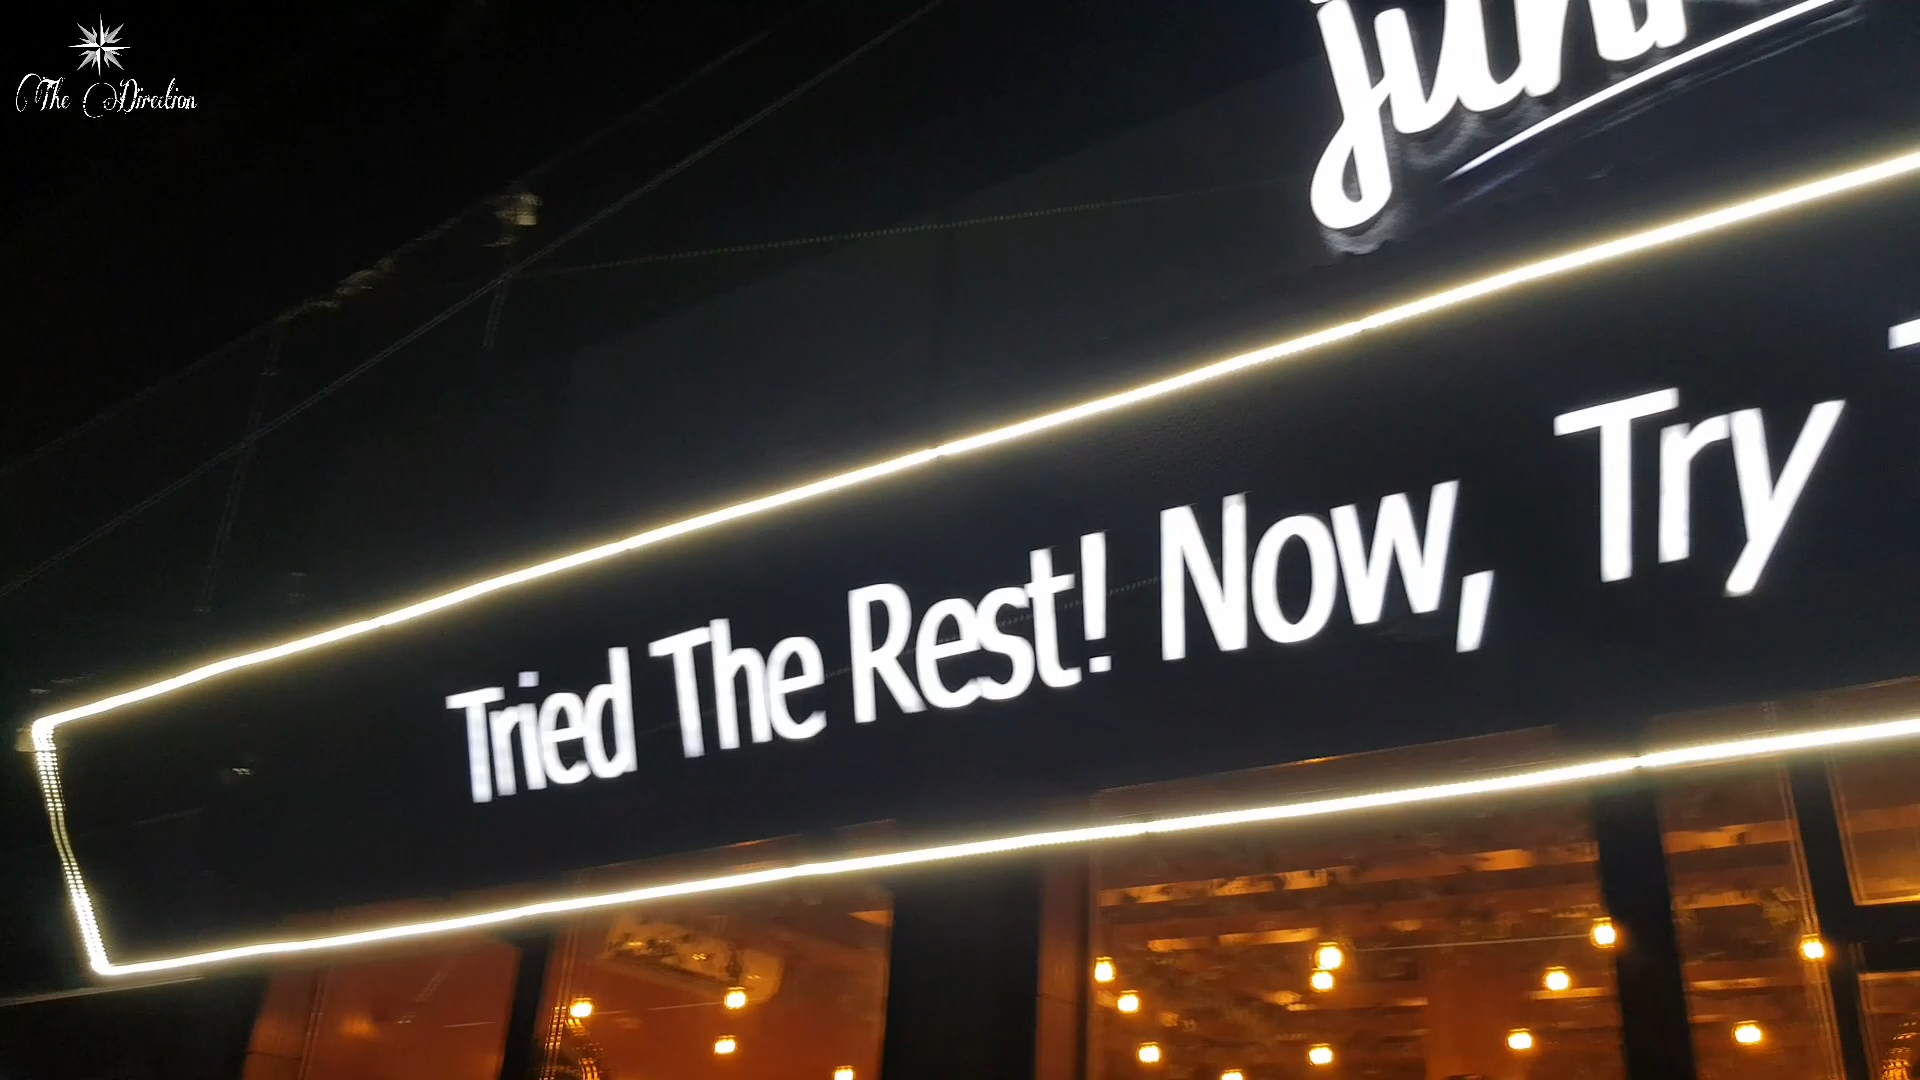 The Direction
Tried The Rest! Now, Try